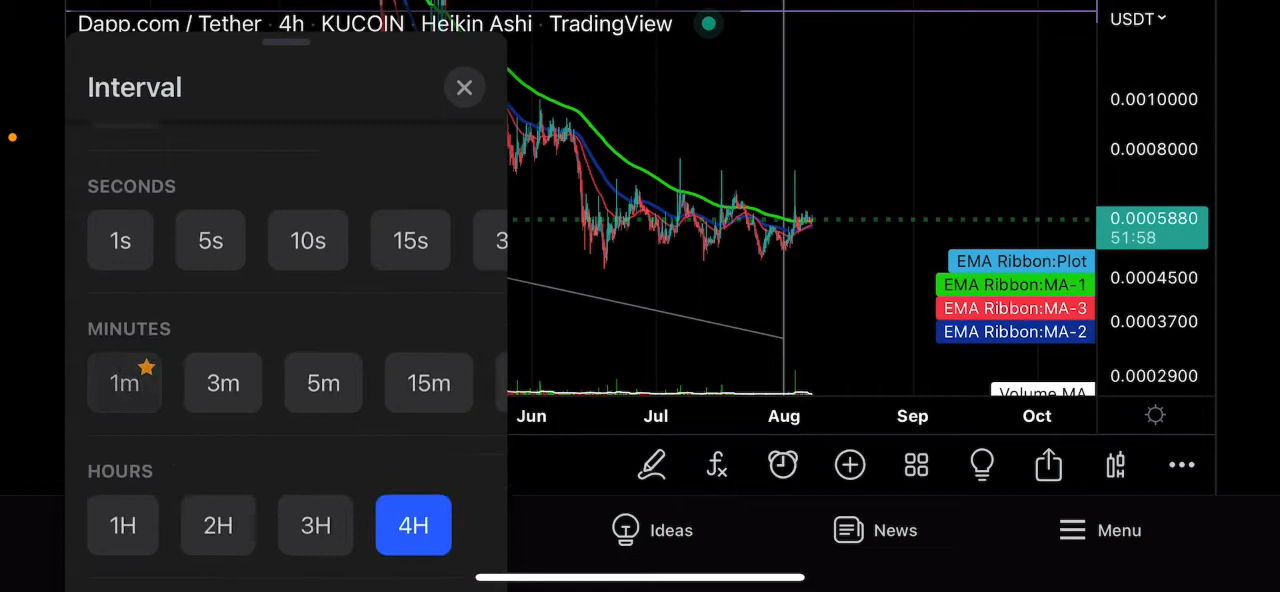 Dapp.com / Tether · 4h · KUCOIN · Heikin Ashi · TradingView
USDT
Interval
SECONDS
1s 5s 10s 15s 3
MINUTES
1m 3m 5m 15m
HOURS
1H 2H 3H 4H
0.0010000
0.0008000
0.0005880
51:58
EMA Ribbon:Plot
EMA Ribbon:MA-1
0.0004500
EMA Ribbon:MA-3
0.0003700
EMA Ribbon:MA-2
0.0002900
Volume MA
Jun Jul Aug Sep Oct
Ideas News Menu